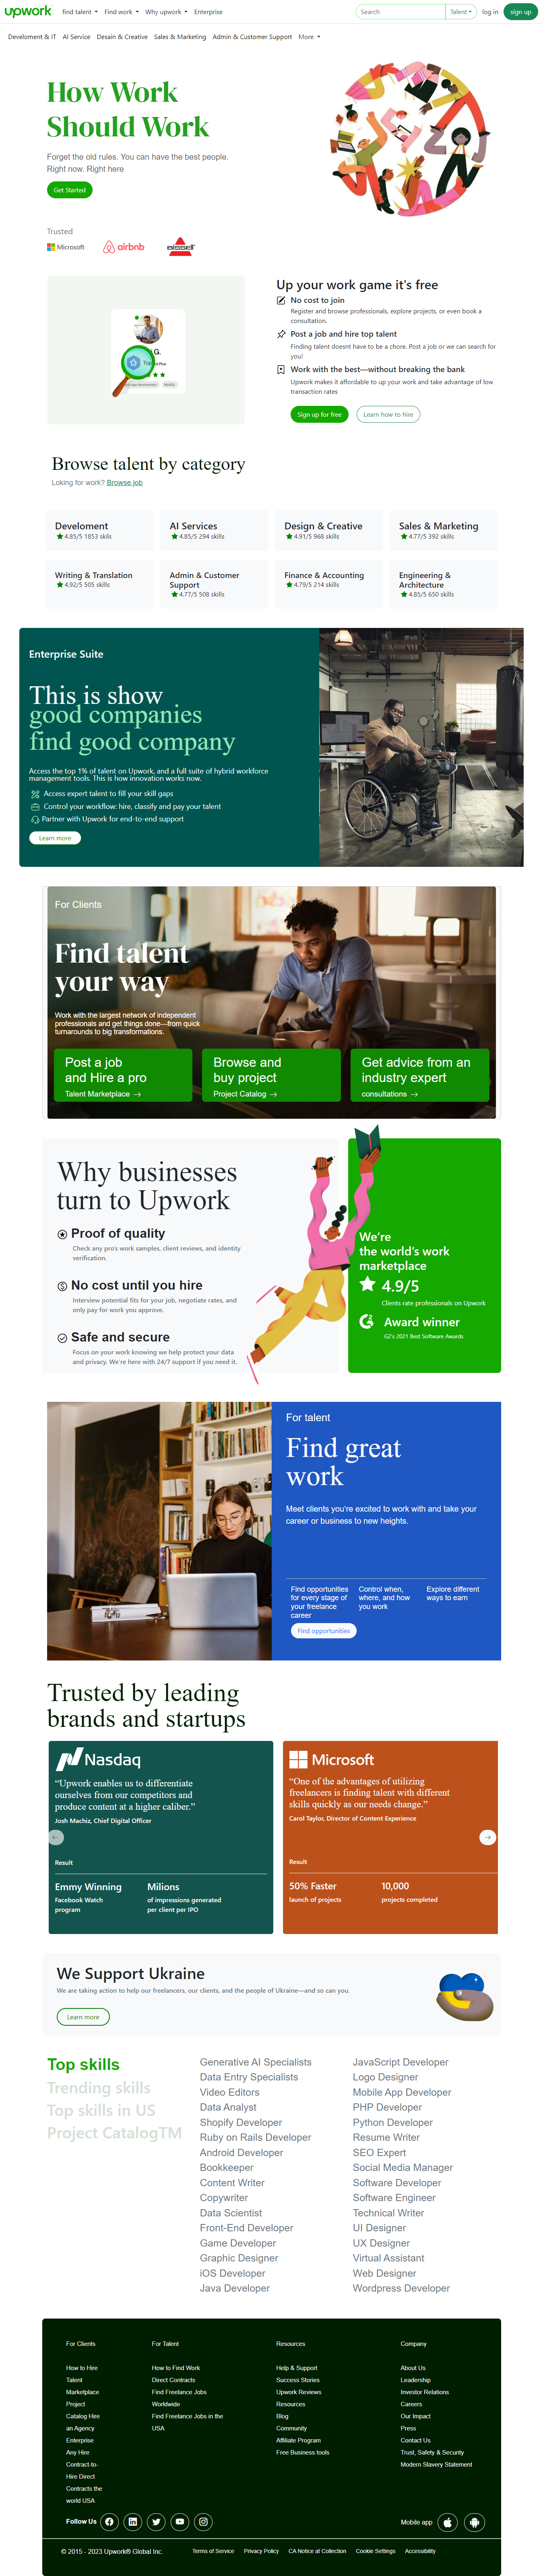 upwork find talent Find work Why upwork Enterprise Search Talent log in sign up
Develoment & IT AI Service Desain & Creative Sales & Marketing Admin & Customer Support More
How Work
Should Work
Forget the old rules. You can have the best people.
Right now. Right here
Get Started
Trusted
Microsoft airbnb BISSELL
Up your work game it's free
No cost to join
Register and browse professionals, explore projects, or even book a
consultation.
Post a job and hire top talent
Finding talent doesnt have to be a chore. Post a job or we can search for
you!
Work with the best—without breaking the bank
Upwork makes it affordable to up your work and take advantage of low
transaction rates
Sign up for free Learn how to hire
G.
Top
d Plus
app development MySQL
Browse talent by category
Loking for work? Browse job
Develoment
4.85/5 1853 skils
AI Services
4.85/5 294 skills
Design & Creative
4.91/5 968 skills
Sales & Marketing
4.77/5 392 skills
Writing & Translation
4.92/5 505 skills
Admin & Customer
Support
4.77/5 508 skills
Finance & Accounting
4.79/5 214 skills
Engineering &
Architecture
4.85/5 650 skills
Enterprise Suite
This is show
good companies
find good company
Access the top 1% of talent on Upwork, and a full suite of hybrid workforce
management tools. This is how innovation works now.
Access expert talent to fill your skill gaps
Control your workflow: hire, classify and pay your talent
Partner with Upwork for end-to-end support
Learn more
For Clients
Find talent
your way
Work with the largest network of independent
professionals and get things done—from quick
turnarounds to big transformations.
Post a job
and Hire a pro
Talent Marketplace →
Browse and
buy project
Project Catalog →
Get advice from an
industry expert
consultations →
Why businesses
turn to Upwork
Proof of quality
Check any pro's work samples, client reviews, and identity
verification.
No cost until you hire
Interview potential fits for your job, negotiate rates, and
only pay for work you approve.
Safe and secure
Focus on your work knowing we help protect your data
and privacy. We're here with 24/7 support if you need it.
We're
the world's work
marketplace
4.9/5
Clients rate professionals on Upwork
Award winner
G2's 2021 Best Software Awards
For talent
Find great
work
Meet clients you're excited to work with and take your
career or business to new heights.
Find opportunities
for every stage of
your freelance
career
Control when,
where, and how
you work
Explore different
ways to earn
Find opportunities
Trusted by leading
brands and startups
Nasdaq
“Upwork enables us to differentiate
ourselves from our competitors and
produce content at a higher caliber.”
Josh Machiz, Chief Digital Officer
Result
Emmy Winning
Facebook Watch
program
Milions
of impressions generated
per client per IPO
Microsoft
“One of the advantages of utilizing
freelancers is finding talent with different
skills quickly as our needs change.”
Carol Taylor, Director of Content Experience
Result
50% Faster
launch of projects
10,000
projects completed
We Support Ukraine
We are taking action to help our freelancers, our clients, and the people of Ukraine—and so can you.
Learn more
Top skills
Trending skills
Top skills in US
Project CatalogTM
Generative AI Specialists
Data Entry Specialists
Video Editors
Data Analyst
Shopify Developer
Ruby on Rails Developer
Android Developer
Bookkeeper
Content Writer
Copywriter
Data Scientist
Front-End Developer
Game Developer
Graphic Designer
iOS Developer
Java Developer
JavaScript Developer
Logo Designer
Mobile App Developer
PHP Developer
Python Developer
Resume Writer
SEO Expert
Social Media Manager
Software Developer
Software Engineer
Technical Writer
UI Designer
UX Designer
Virtual Assistant
Web Designer
Wordpress Developer
For Clients
How to Hire
Talent
Marketplace
Project
Catalog Hire
an Agency
Enterprise
Any Hire
Contract-to-
Hire Direct
Contracts the
world USA
For Talent
How to Find Work
Direct Contracts
Find Freelance Jobs
Worldwide
Find Freelance Jobs in the
USA
Resources
Help & Support
Success Stories
Upwork Reviews
Resources
Blog
Community
Affiliate Program
Free Business tools
Company
About Us
Leadership
Investor Relations
Careers
Our Impact
Press
Contact Us
Trust, Safety & Security
Modern Slavery Statement
Follow Us
Mobile app
© 2015 - 2023 Upwork® Global Inc. Terms of Service Privacy Policy CA Notice at Collection Cookie Settings Accessibility